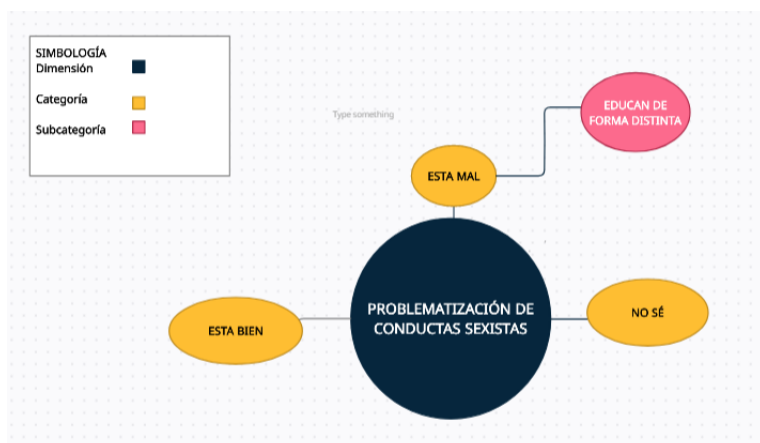 SIMBOLOGÍA
Dimensión
Categoría
Subcategoría
Type something
EDUCAN DE
FORMA DISTINTA
ESTA MAL
PROBLEMATIZACIÓN DE
CONDUCTAS SEXISTAS
NO SÉ
ESTA BIEN